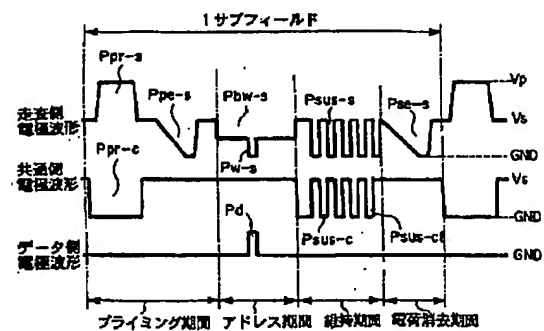 1サブフィールド
Ppr-s
Ppe-s
Pbw-s
Psus-s
Pse-s
Vp
走査側
電極波形
Vs
Pw-s
GND
Ppr-c
共通側
電極波形
Vs
Pd
Psus-c
Psus-cl
GND
データ側
電極波形
GND
プライミング期間
アドレス期間
維持期間
電荷消去期間